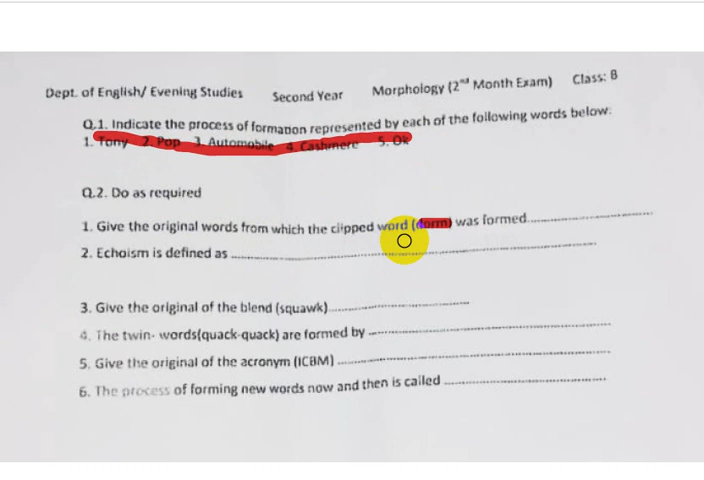 Dept. of English/ Evening Studies Second Year Morphology (2nd Month Exam) Class: B
Q.1. Indicate the process of formation represented by each of the following words below:
1. Tony 2. Pop 3. Automobile 4. Cashmere 5. Ok
Q.2. Do as required
1. Give the original words from which the clipped word (dorm) was formed....................
2. Echoism is defined as ....................
3. Give the original of the blend (squawk)....................
4. The twin- words(quack-quack) are formed by ....................
5. Give the original of the acronym (ICBM) ....................
6. The process of forming new words now and then is called ....................